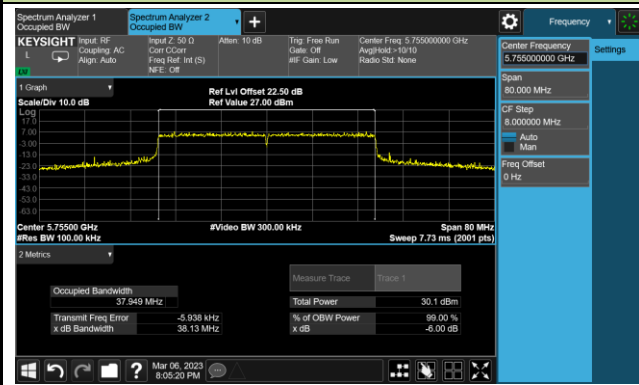 Spectrum Analyzer 1
Occupied BW
Spectrum Analyzer 2
Occupied BW
Frequency
KEYSIGHT
L
Input: RF
Coupling: AC
Align: Auto
Input Z: 50 Ω
Corr CCorr
Freq Ref: Int (S)
NFE: Off
Atten: 10 dB
Trig: Free Run
Gate: Off
#IF Gain: Low
Center Freq: 5.755000000 GHz
Avg|Hold:>10/10
Radio Std: None
Center Frequency
5.755000000 GHz
Settings
Span
80.000 MHz
CF Step
8.000000 MHz
Auto
Man
Freq Offset
0 Hz
1 Graph
Scale/Div 10.0 dB
Ref Lvl Offset 22.50 dB
Ref Value 27.00 dBm
Log
17.0
7.00
-3.00
-13.0
-23.0
-33.0
-43.0
-53.0
-63.0
Center 5.75500 GHz
#Video BW 300.00 kHz
Span 80 MHz
#Res BW 100.00 kHz
Sweep 7.73 ms (2001 pts)
2 Metrics
Measure Trace
Trace 1
Occupied Bandwidth
37.949 MHz
Total Power
30.1 dBm
Transmit Freq Error
-5.938 kHz
% of OBW Power
99.00 %
x dB Bandwidth
38.13 MHz
x dB
-6.00 dB
Mar 06, 2023
8:05:20 PM